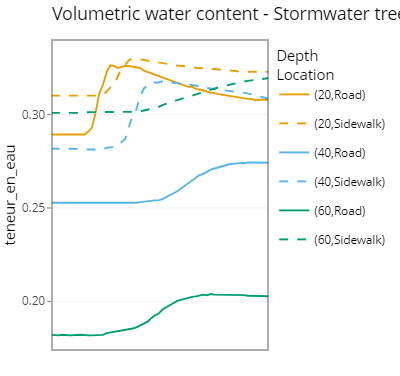 Volumetric water content - Stormwater tree
Depth
Location
(20,Road)
(20,Sidewalk)
(40,Road)
(40,Sidewalk)
(60,Road)
(60,Sidewalk)
0.30
0.25
0.20
teneur_en_eau